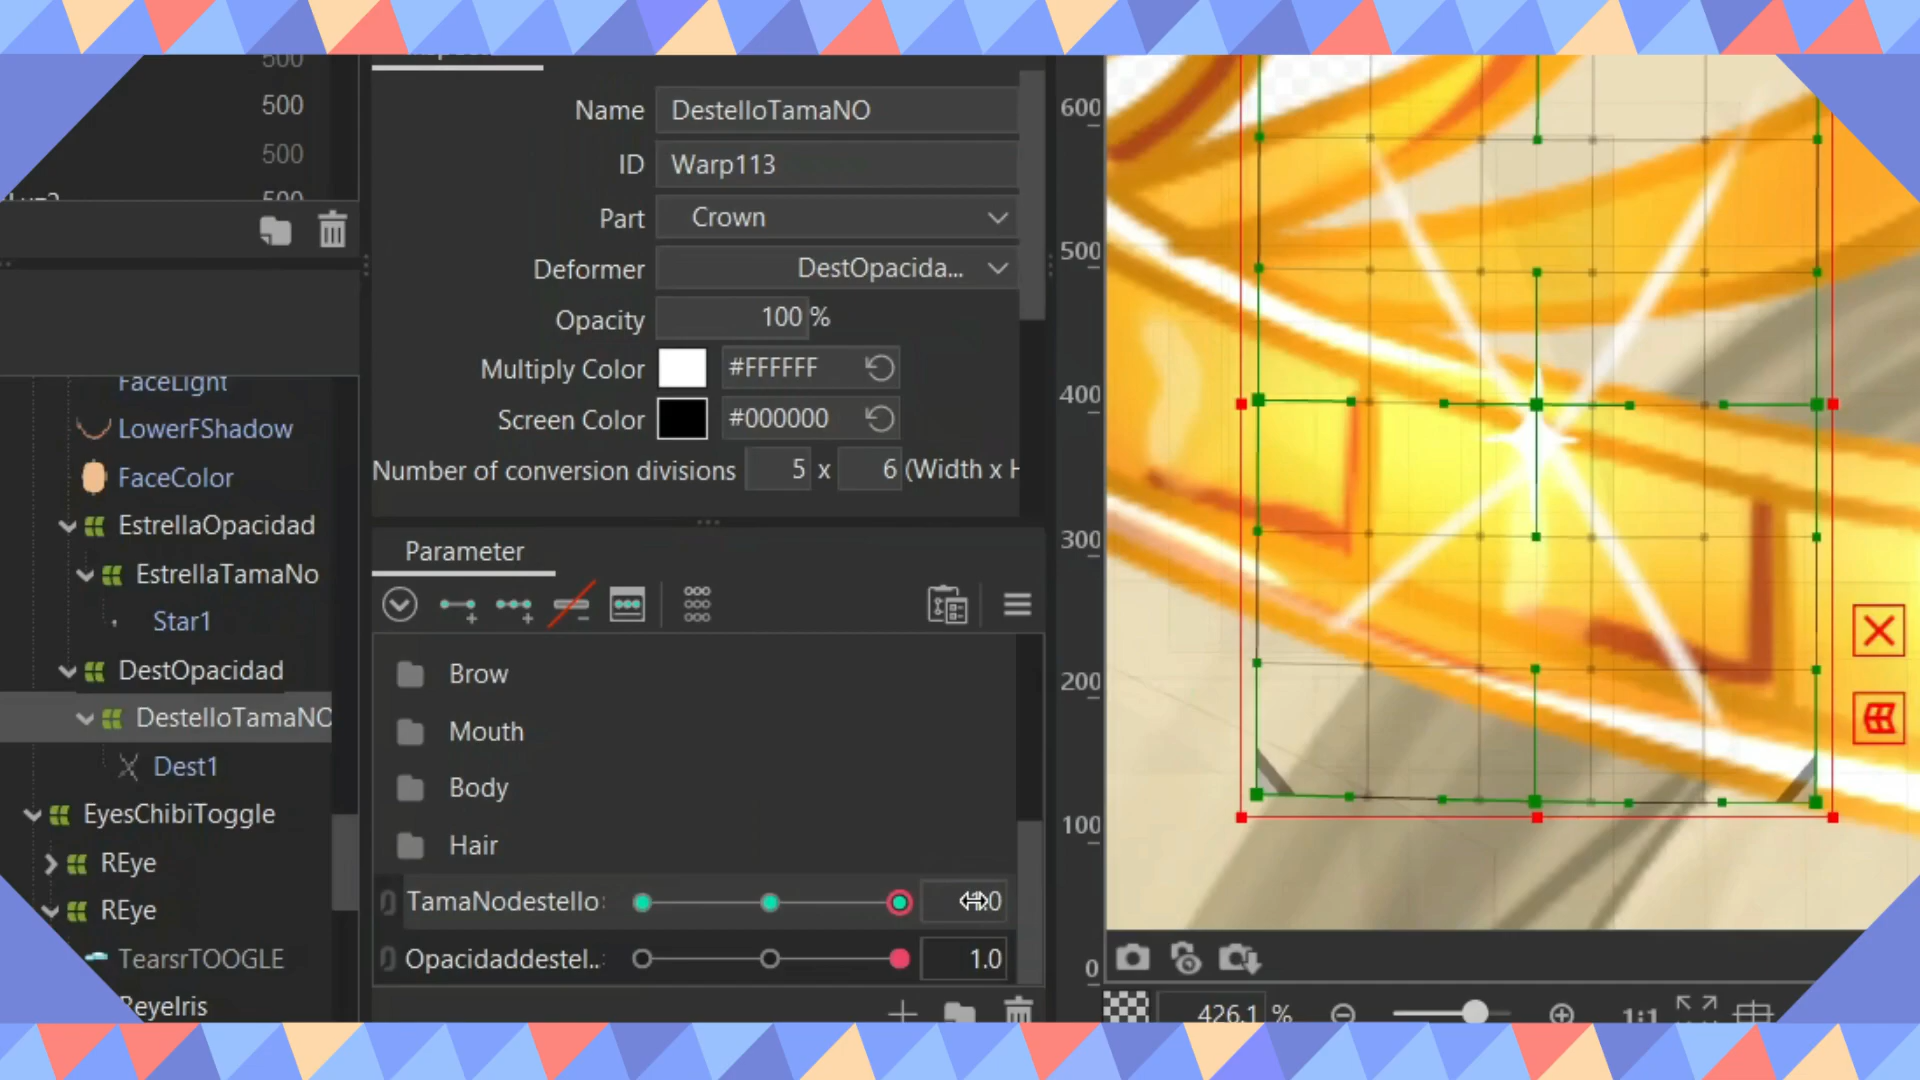 500
500
500
500
Name DestelloTamaNO
ID Warp113
Part Crown
Deformer DestOpacida...
Opacity 100 %
Multiply Color #FFFFFF
Screen Color #000000
Number of conversion divisions 5 x 6 (Width x H
Parameter
Brow
Mouth
Body
Hair
TamaNodestello:
Opacidaddestel..: 1.0
FaceLight
LowerFShadow
FaceColor
EstrellaOpacidad
EstrellaTamaNo
Star1
DestOpacidad
DestelloTamaNO
Dest1
EyesChibiToggle
REye
REye
TearsrTOOGLE
ReyeIris
600
500
400
300
200
100
0
426.1 %
1:1